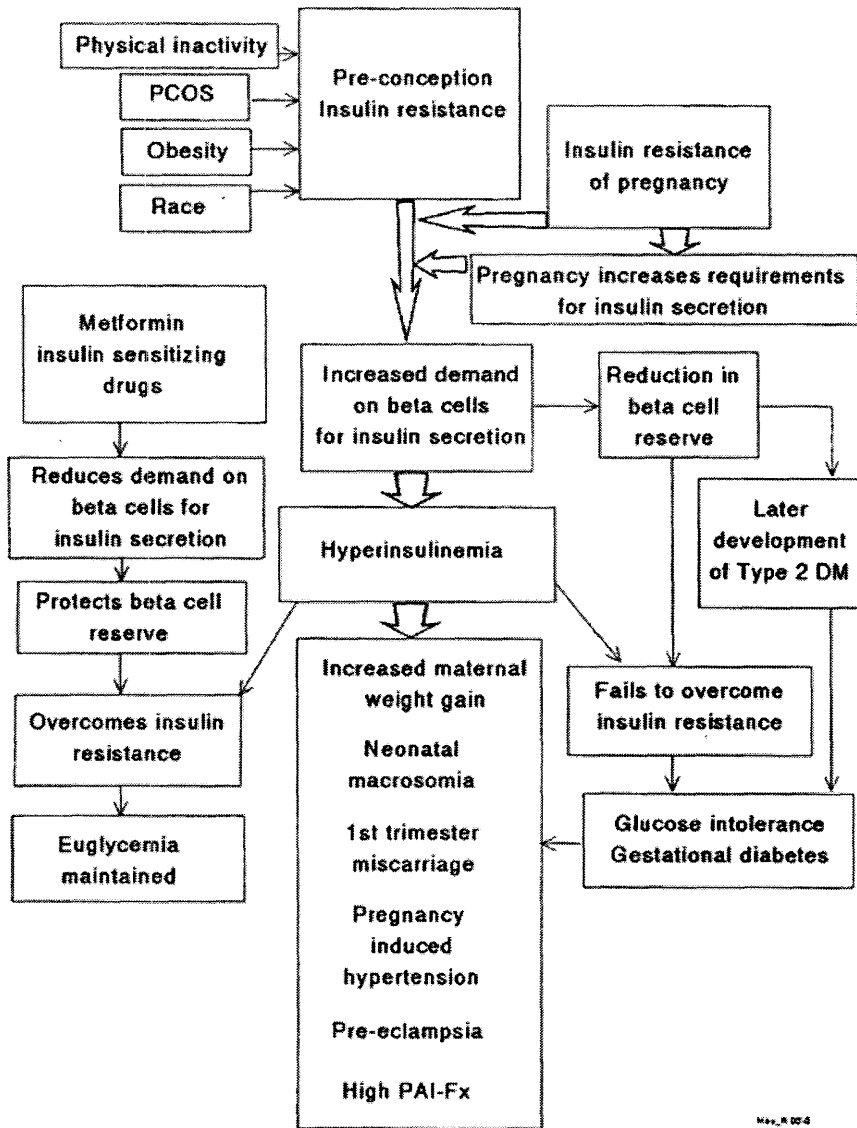 Physical inactivity
PCOS
Obesity
Race
Pre-conception
Insulin resistance
Insulin resistance
of pregnancy
Pregnancy increases requirements
for insulin secretion
Metformin
insulin sensitizing
drugs
Increased demand
on beta cells
for insulin secretion
Reduction in
beta cell
reserve
Reduces demand on
beta cells for
insulin secretion
Hyperinsulinemia
Later
development
of Type 2 DM
Protects beta cell
reserve
Overcomes insulin
resistance
Euglycemia
maintained
Increased maternal
weight gain
Neonatal
macrosomia
1st trimester
miscarriage
Pregnancy
induced
hypertension
Pre-eclampsia
High PAI-Fx
Fails to overcome
insulin resistance
Glucose intolerance
Gestational diabetes